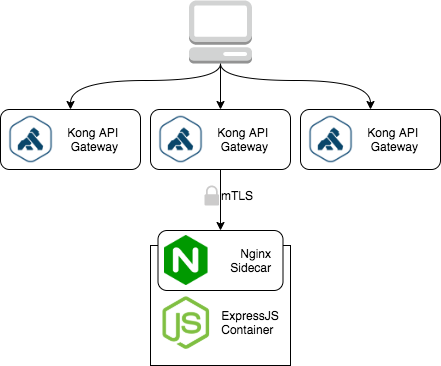 Kong API
Gateway
Kong API
Gateway
Kong API
Gateway
mTLS
N
Nginx
Sidecar
JS
ExpressJS
Container